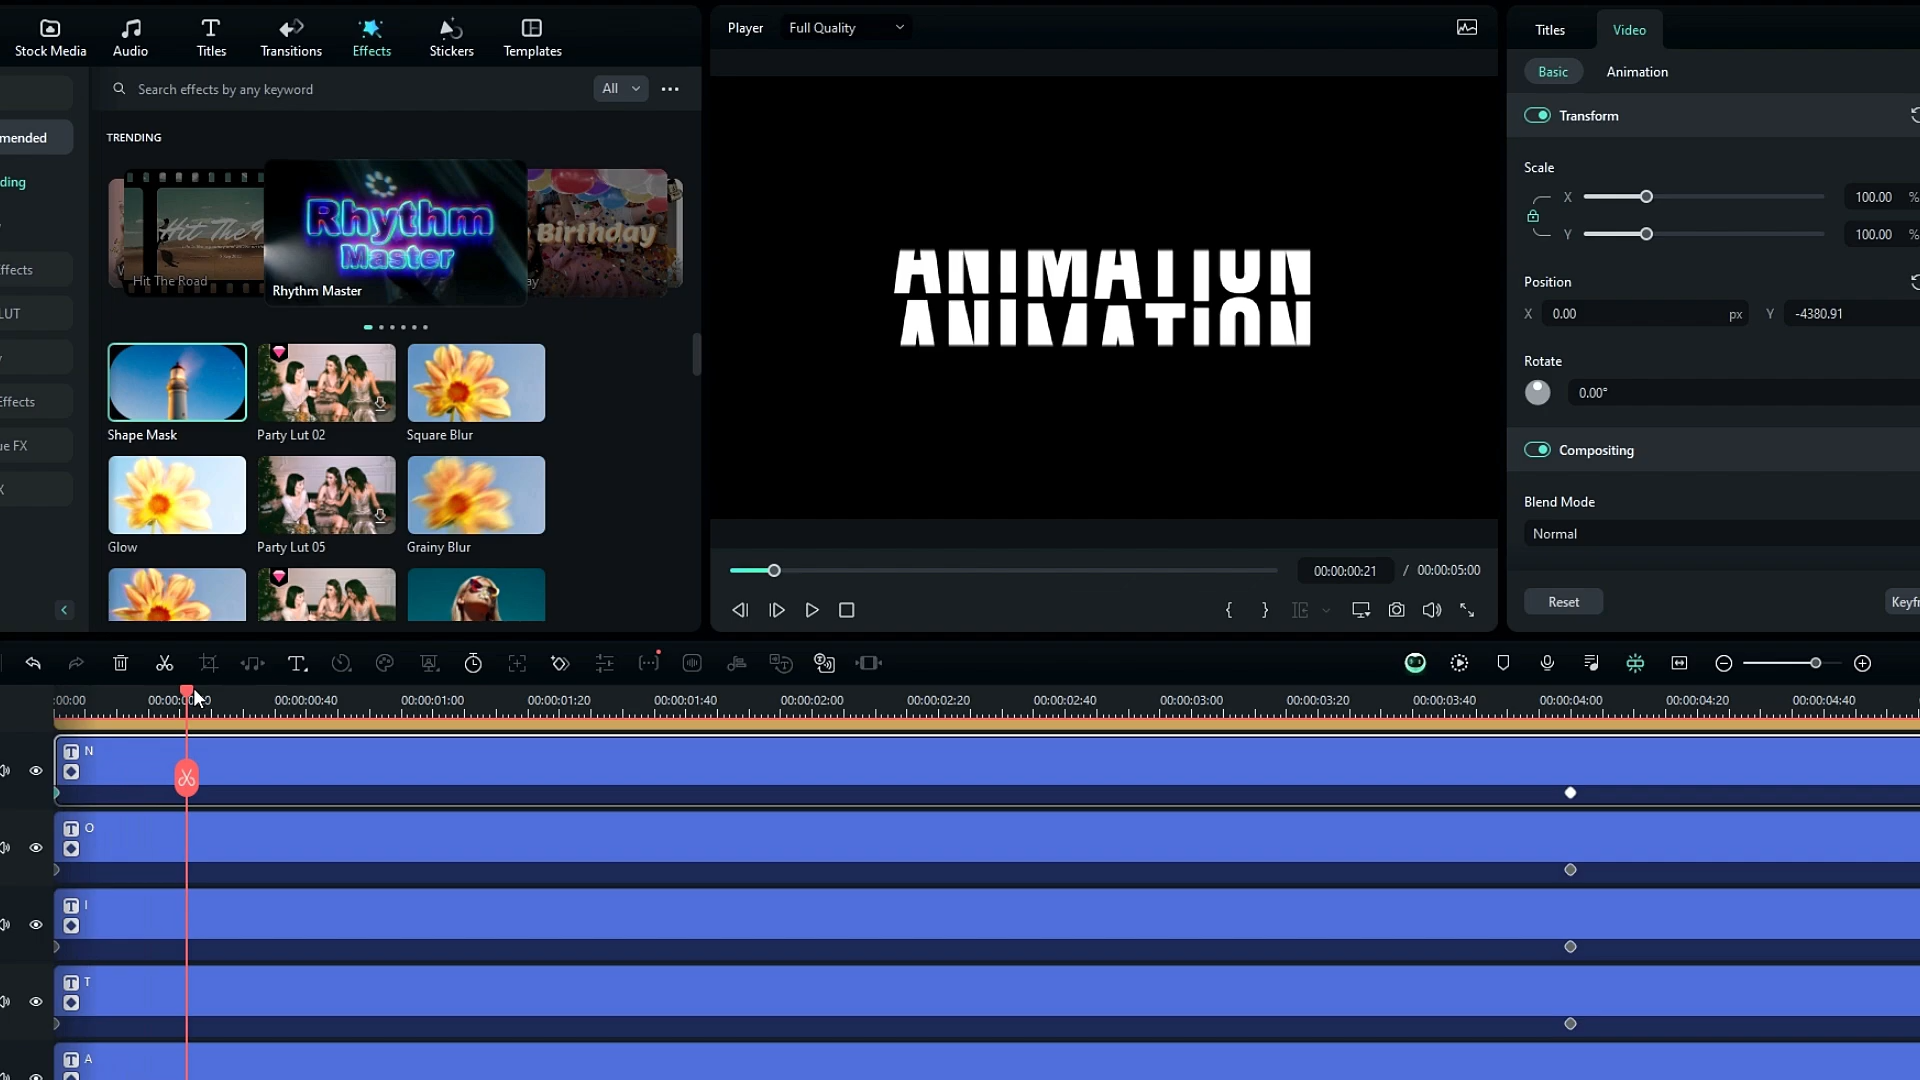 Stock Media
Audio
Titles
Transitions
Effects
Stickers
Templates
Player
Full Quality
Titles
Video
Basic
Animation
Search effects by any keyword
All
mended
ding
ffects
LUT
Effects
ue FX
X
TRENDING
Hit The R
Hit The Road
Rhythm
Master
Rhythm Master
Birthday
ay
Shape Mask
Party Lut 02
Square Blur
Glow
Party Lut 05
Grainy Blur
ANIMATION
ANIMATION
00:00:00:21 / 00:00:05:00
Transform
Scale
X 100.00 %
Y 100.00 %
Position
X 0.00 px Y -4380.91
Rotate
0.00°
Compositing
Blend Mode
Normal
Reset
Keyfr
:00:00
00:00:00:40
00:00:01:00
00:00:01:20
00:00:01:40
00:00:02:00
00:00:02:20
00:00:02:40
00:00:03:00
00:00:03:20
00:00:03:40
00:00:04:00
00:00:04:20
00:00:04:40
T N
T O
T I
T T
T A